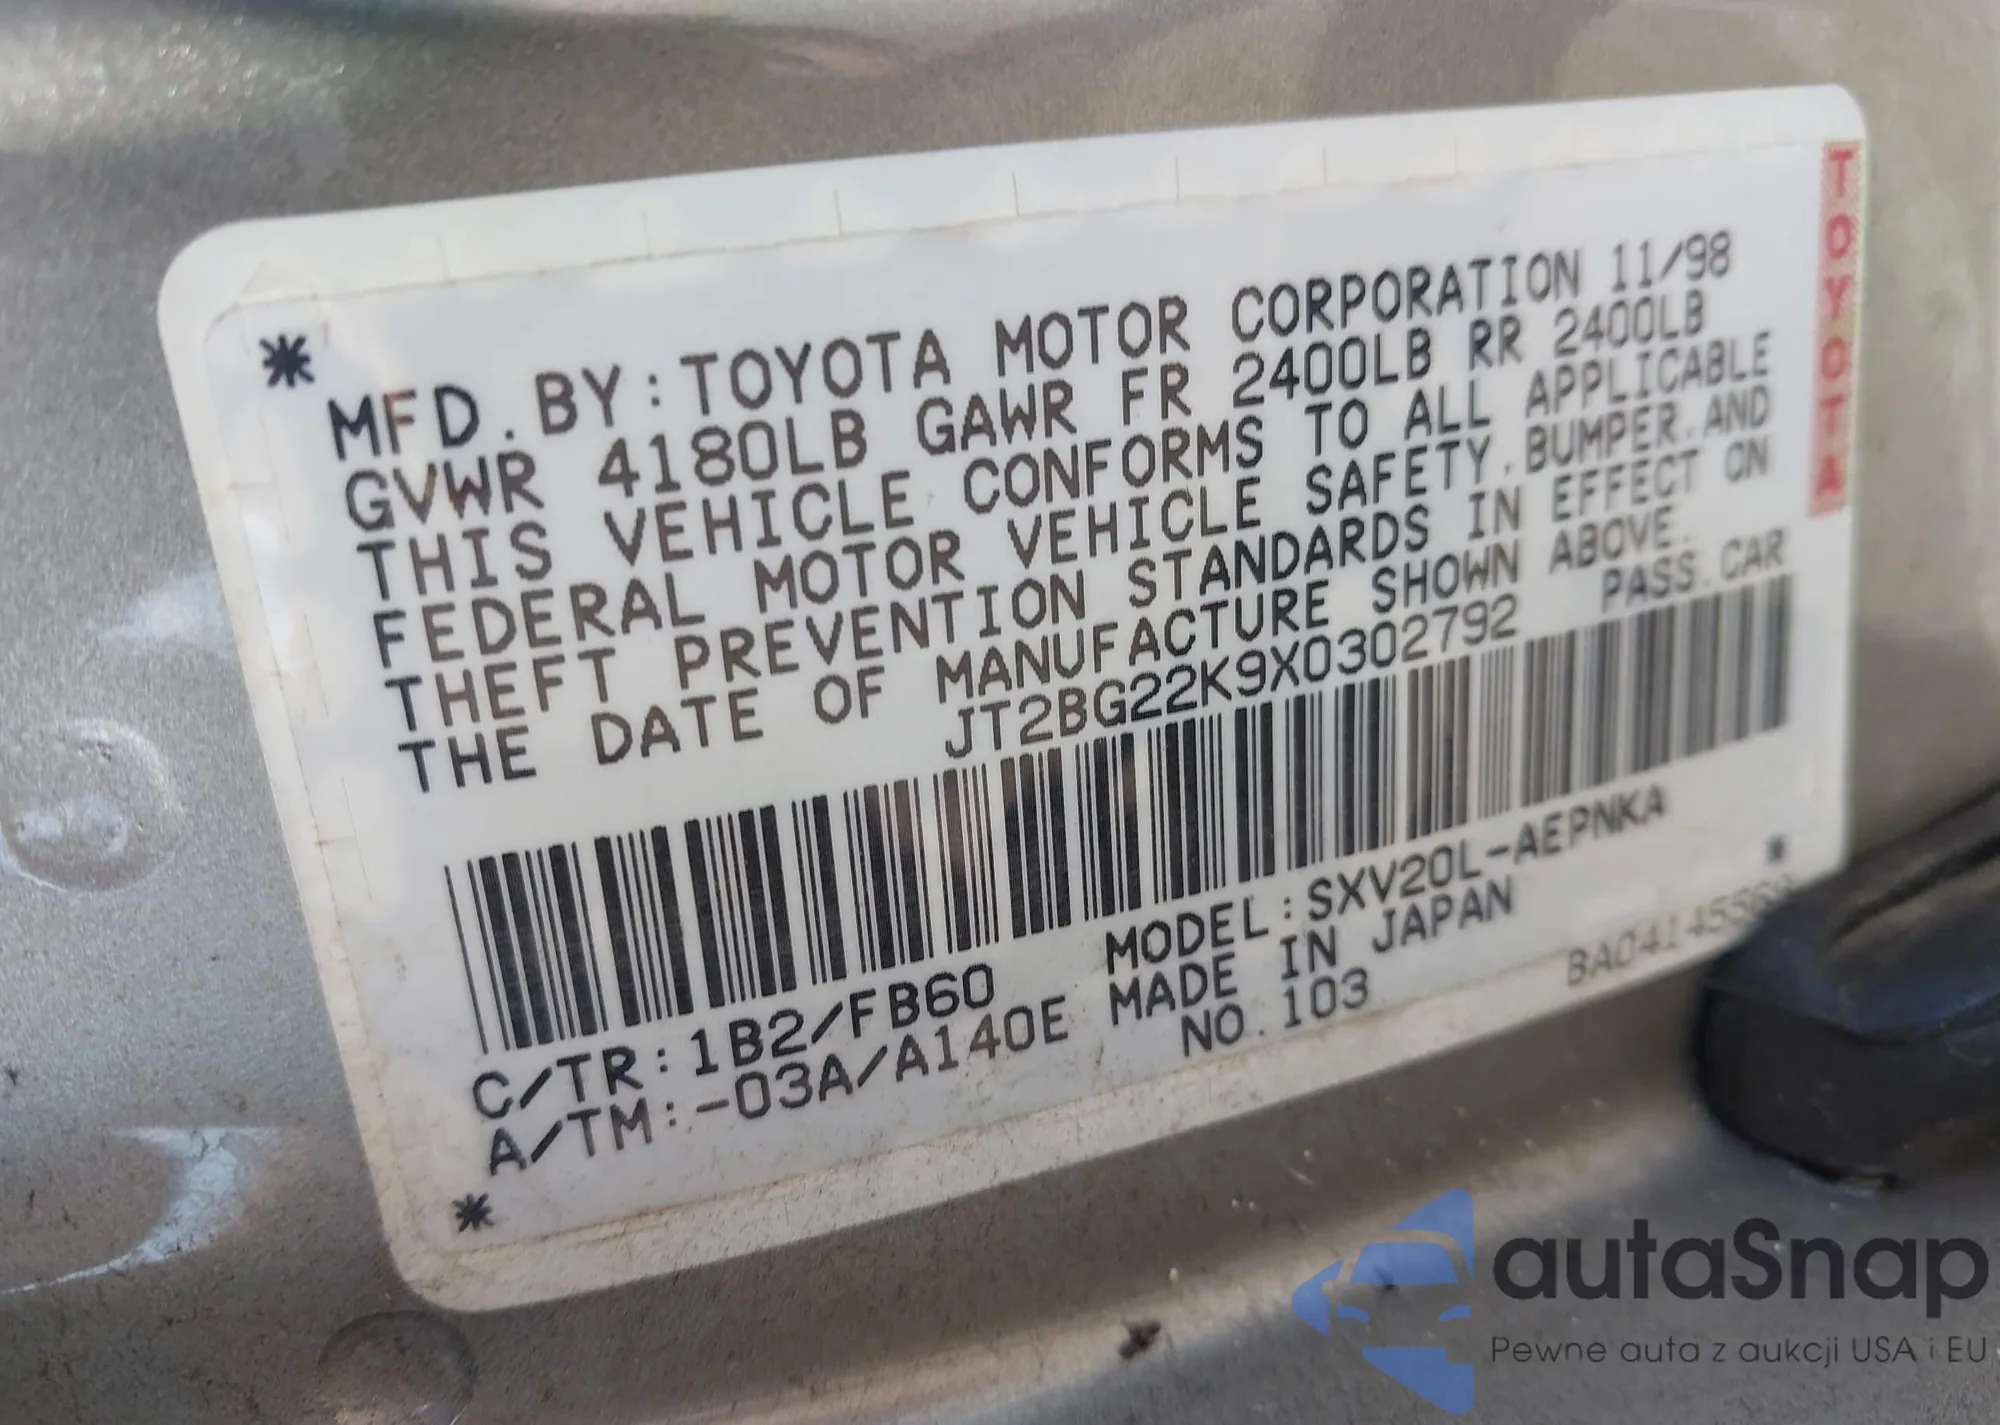 MFD.BY:TOYOTA MOTOR CORPORATION 11/98
GVWR 4180LB GAWR FR 2400LB RR 2400LB
THIS VEHICLE CONFORMS TO ALL APPLICABLE
FEDERAL MOTOR VEHICLE SAFETY,BUMPER,AND
THEFT PREVENTION STANDARDS IN EFFECT ON
THE DATE OF MANUFACTURE SHOWN ABOVE.
JT2BG22K9X0302792 PASS.CAR
C/TR:1B2/FB60 MODEL:SXV20L-AEPNKA
A/TM:-03A/A140E MADE IN JAPAN
NO.103
TOYOTA
autoSnap
Pewne auta z aukcji USA i EU